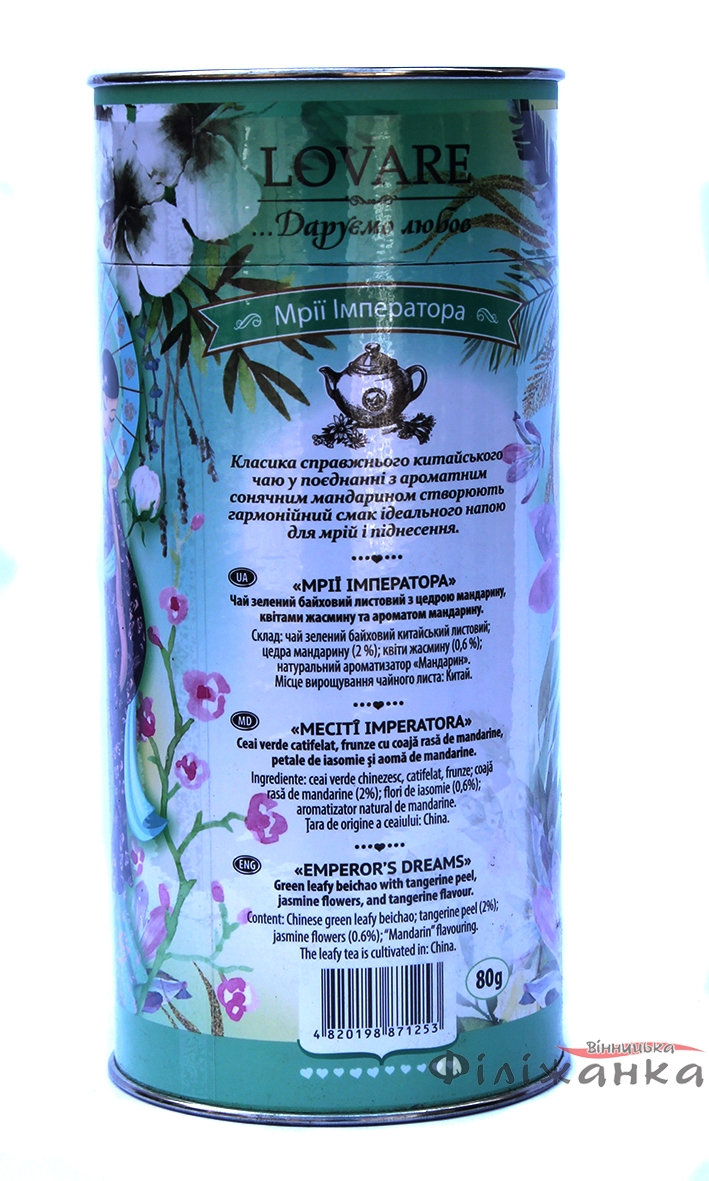 LOVARE
...Даруємо любов
Мрії Імператора
Класика справжнього китайського
чаю у поєднанні з ароматним
сонячним мандарином створюють
гармонійний смак ідеального напою
для мрій і піднесення.
UA
«МРІЇ ІМПЕРАТОРА»
Чай зелений байховий листовий з цедрою мандарину,
квітами жасмину та ароматом мандарину.
Склад: чай зелений байховий китайський листовий;
цедра мандарину (2 %); квіти жасмину (0,6 %);
натуральний ароматизатор «Мандарин».
Місце вирощування чайного листа: Китай.
MD
«MECITÎ IMPERATORA»
Ceai verde catifelat, frunze cu coajă rasă de mandarine,
petale de iasomie și aomă de mandarine.
Ingrediente: ceai verde chinezesc, catifelat, frunze; coajă
rasă de mandarine (2%); flori de iasomie (0,6%);
aromatizator natural de mandarine.
Țara de origine a ceaiului: China.
ENG
«EMPEROR'S DREAMS»
Green leafy beichao with tangerine peel,
jasmine flowers, and tangerine flavour.
Content: Chinese green leafy beichao; tangerine peel (2%);
jasmine flowers (0.6%); "Mandarin" flavouring.
The leafy tea is cultivated in: China.
80g
4 820198 871253
Вінницька
Філіжанка